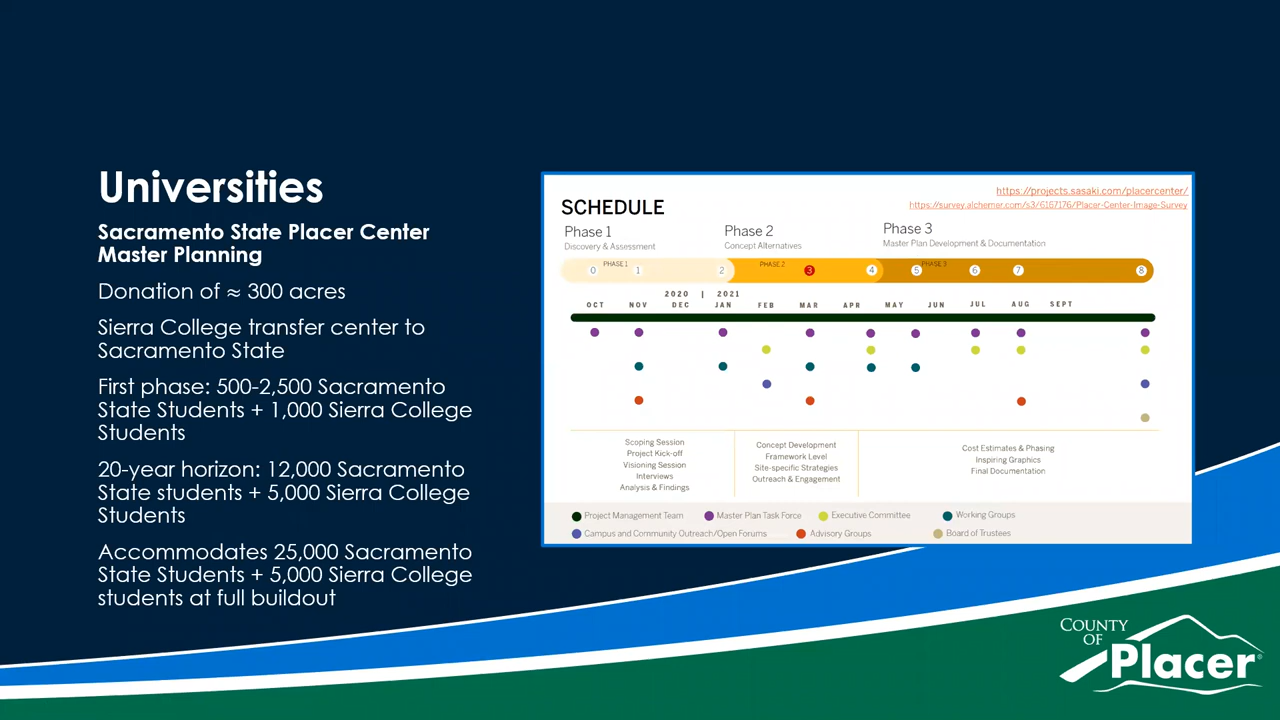 Universities
Sacramento State Placer Center
Master Planning
Donation of ≈ 300 acres
Sierra College transfer center to
Sacramento State
First phase: 500-2,500 Sacramento
State Students + 1,000 Sierra College
Students
20-year horizon: 12,000 Sacramento
State students + 5,000 Sierra College
Students
Accommodates 25,000 Sacramento
State Students + 5,000 Sierra College
students at full buildout
https://projects.sasaki.com/placercenter/
https://survey.alchemer.com/s3/6157176/Placer-Center-Image-Survey
SCHEDULE
Phase 1
Discovery & Assessment
Phase 2
Concept Alternatives
Phase 3
Master Plan Development & Documentation
PHASE 1 PHASE 2 PHASE 3
0 1 2 3 4 5 6 7 8
2020 | 2021
OCT NOV DEC JAN FEB MAR APR MAY JUN JUL AUG SEPT
Scoping Session
Project Kick-off
Visioning Session
Interviews
Analysis & Findings
Concept Development
Framework Level
Site-specific Strategies
Outreach & Engagement
Cost Estimates & Phasing
Inspiring Graphics
Final Documentation
Project Management Team Master Plan Task Force Executive Committee Working Groups
Campus and Community Outreach/Open Forums Advisory Groups Board of Trustees
COUNTY
OF
Placer®